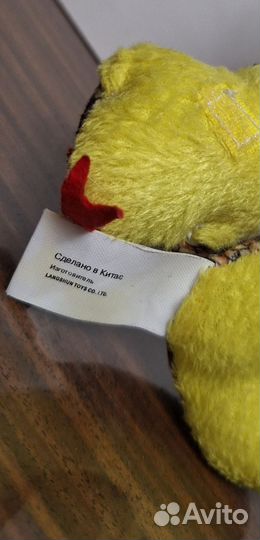 Сделано в Китае
Изготовитель
LANGSHUN TOYS CO. LTD.
Avito